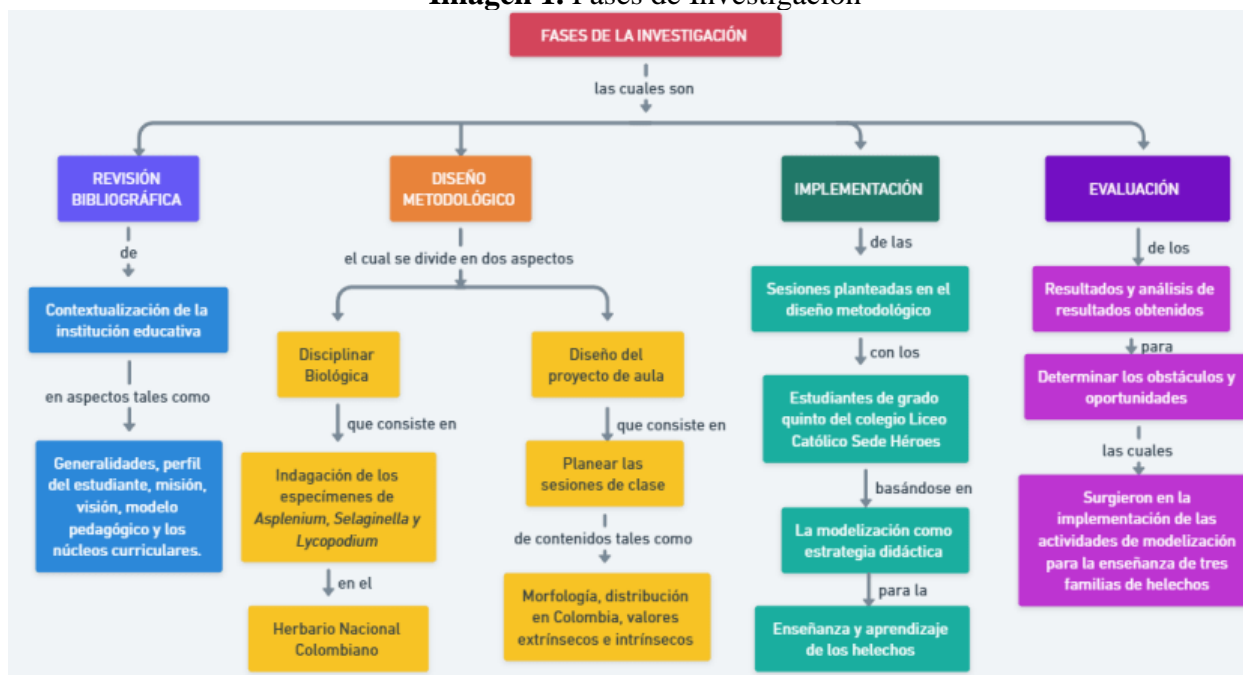 Imagen 1. Fases de Investigación
FASES DE LA INVESTIGACIÓN
las cuales son
REVISIÓN
BIBLIOGRÁFICA
de
Contextualización de la
institución educativa
en aspectos tales como
Generalidades, perfil
del estudiante, misión,
visión, modelo
pedagógico y los
núcleos curriculares.
DISEÑO
METODOLÓGICO
el cual se divide en dos aspectos
Disciplinar
Biológica
que consiste en
Indagación de los
especímenes de
Asplenium, Selaginella y
Lycopodium
en el
Herbario Nacional
Colombiano
Diseño del
proyecto de aula
que consiste en
Planear las
sesiones de clase
de contenidos tales como
Morfología, distribución
en Colombia, valores
extrínsecos e intrínsecos
IMPLEMENTACIÓN
de las
Sesiones planteadas en el
diseño metodológico
con los
Estudiantes de grado
quinto del colegio Liceo
Católico Sede Héroes
basándose en
La modelización como
estrategia didáctica
para la
Enseñanza y aprendizaje
de los helechos
EVALUACIÓN
de los
Resultados y análisis de
resultados obtenidos
para
Determinar los obstáculos y
oportunidades
las cuales
Surgieron en la
implementación de las
actividades de modelización
para la enseñanza de tres
familias de helechos